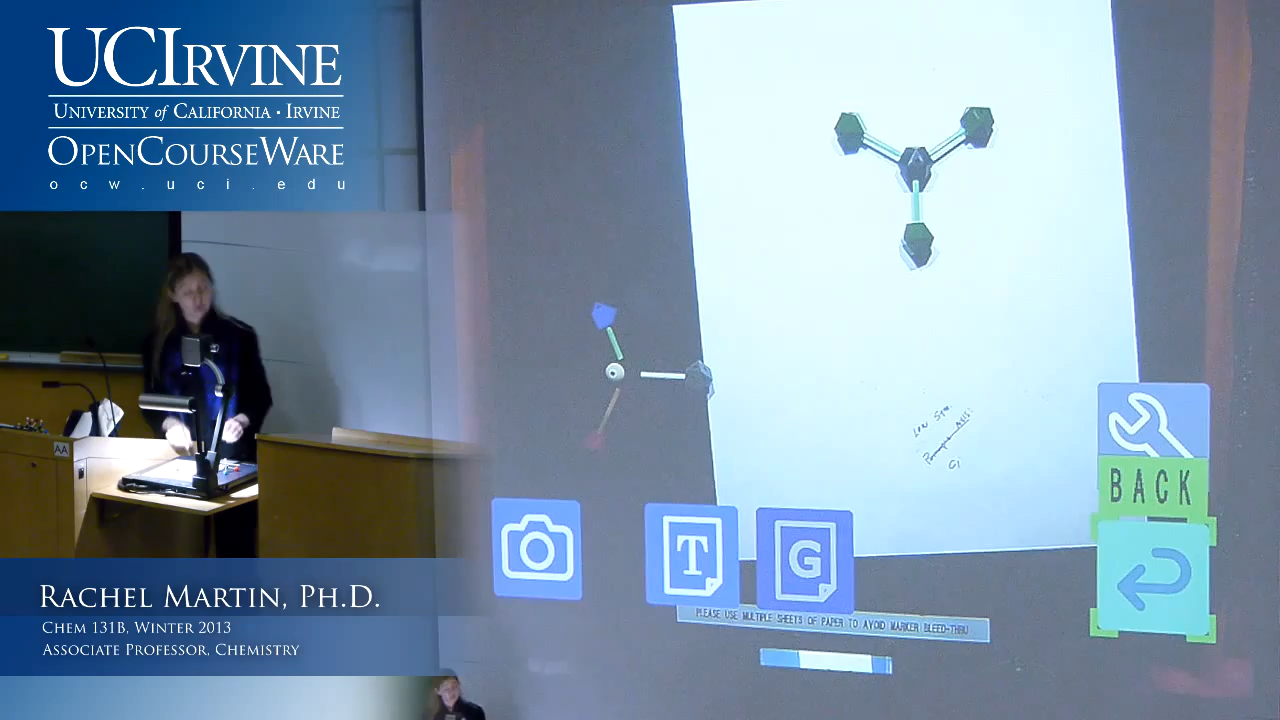 UCIRVINE
UNIVERSITY of CALIFORNIA · IRVINE
OPENCOURSEWARE
ocw.uci.edu
AA
T
G
BACK
PLEASE USE MULTIPLE SHEETS OF PAPER TO AVOID MARKER BLEED-THRU
RACHEL MARTIN, PH.D.
CHEM 131B, WINTER 2013
ASSOCIATE PROFESSOR, CHEMISTRY